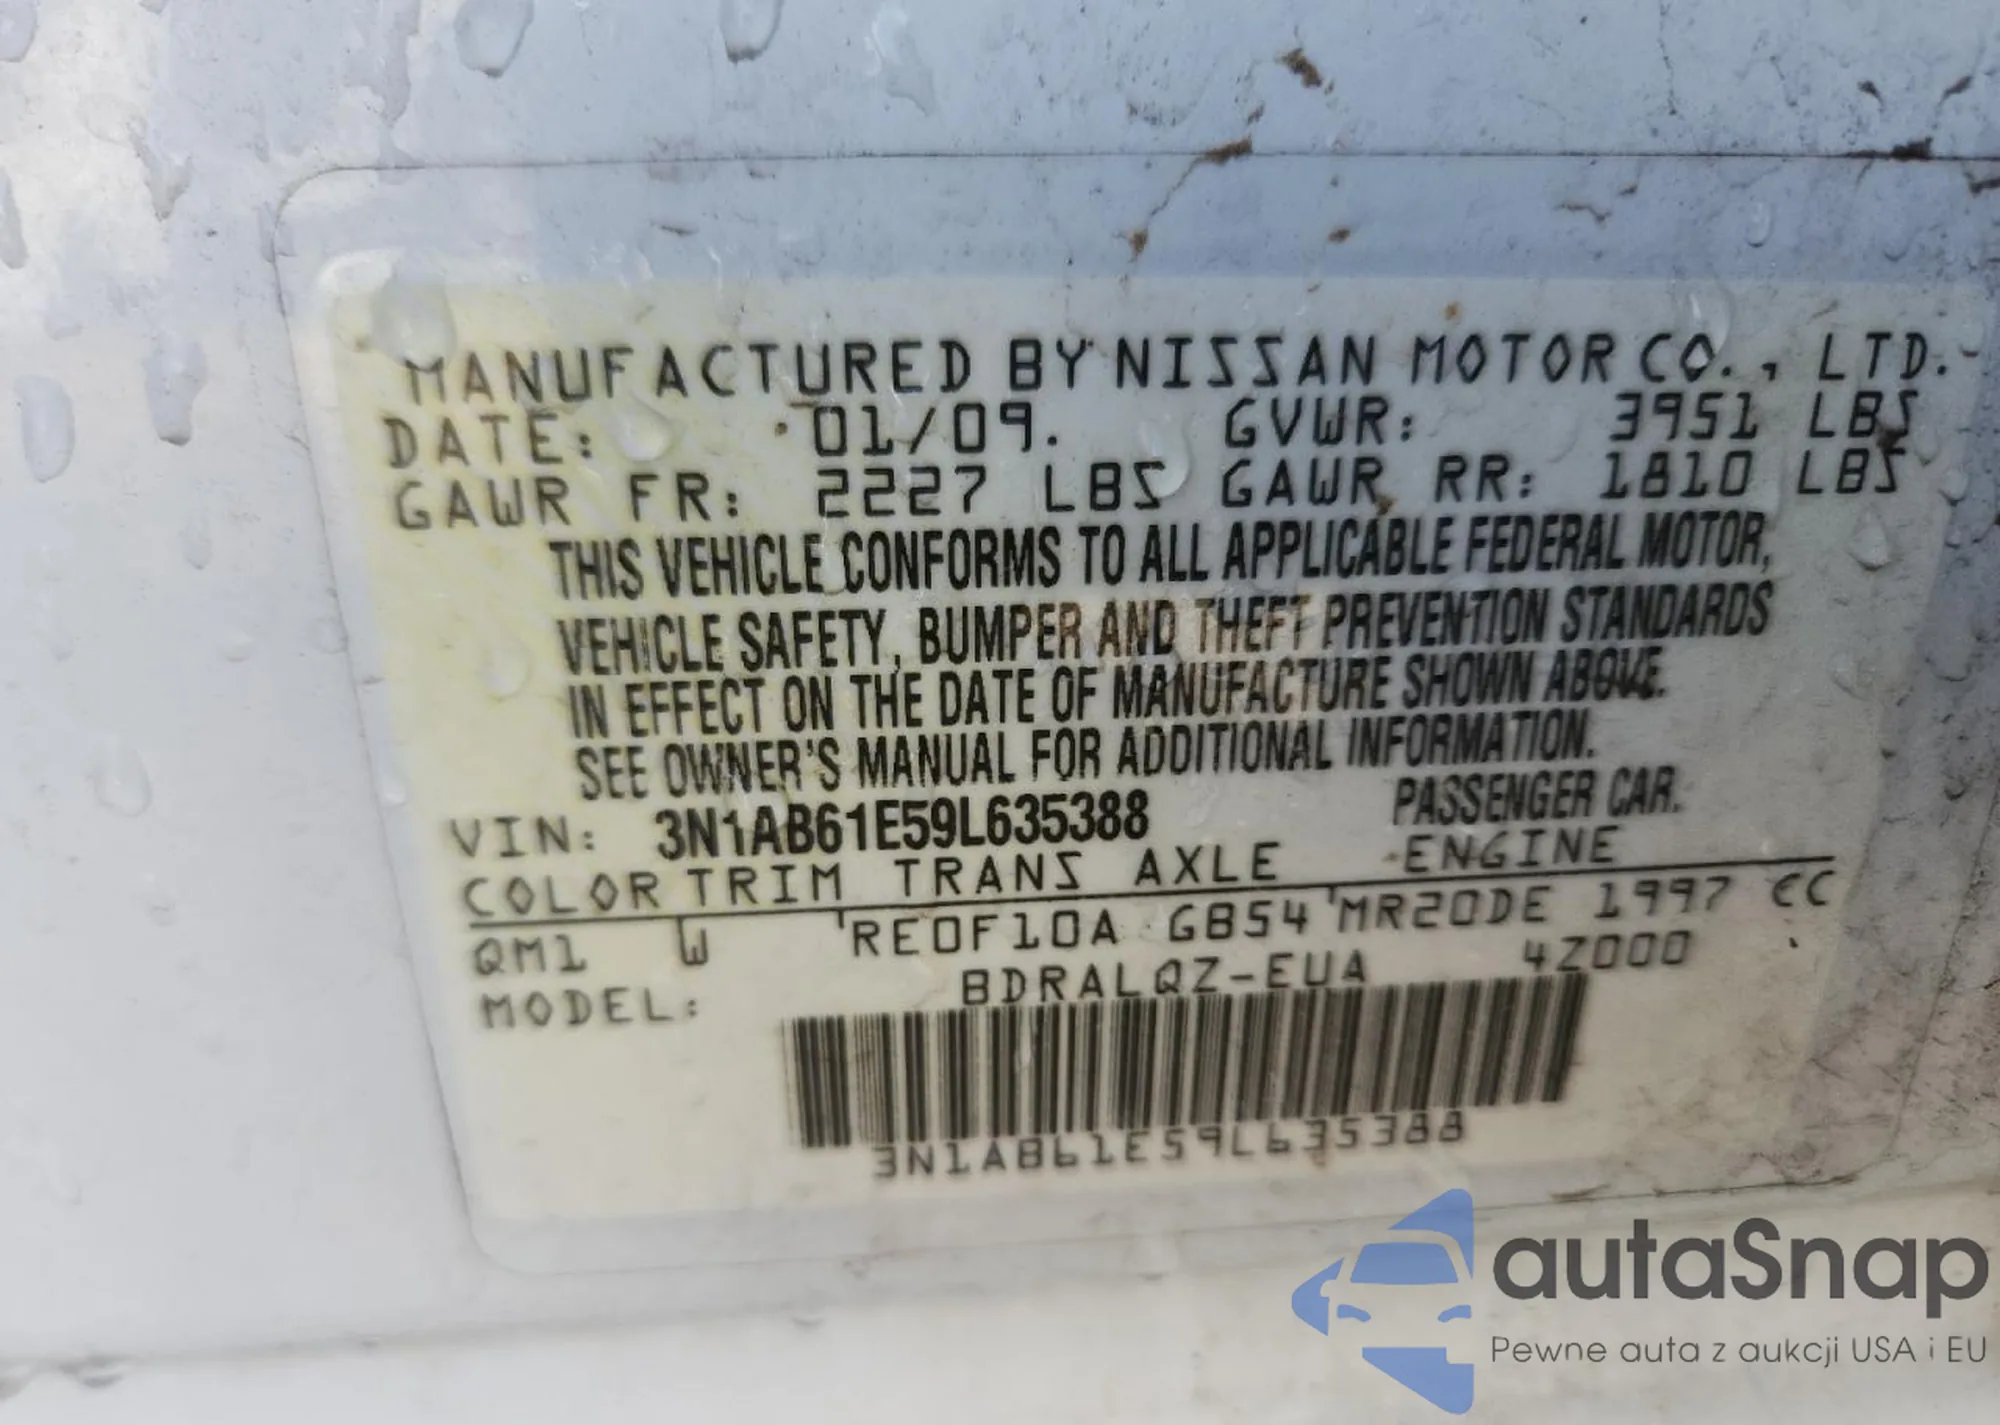 MANUFACTURED BY NISSAN MOTOR CO., LTD.
DATE: 01/09. GVWR: 3951 LBS
GAWR FR: 2227 LBS GAWR RR: 1810 LBS
THIS VEHICLE CONFORMS TO ALL APPLICABLE FEDERAL MOTOR,
VEHICLE SAFETY, BUMPER AND THEFT PREVENTION STANDARDS
IN EFFECT ON THE DATE OF MANUFACTURE SHOWN ABOVE.
SEE OWNER'S MANUAL FOR ADDITIONAL INFORMATION.
VIN: 3N1AB61E59L635388 PASSENGER CAR.
COLOR TRIM TRANS AXLE ENGINE
QM1 W RE0F10A GB54 MR20DE 1997 CC
MODEL: BDRALQZ-EUA 4Z000
3N1AB61E59L635388
autaSnap
Pewne auta z aukcji USA i EU